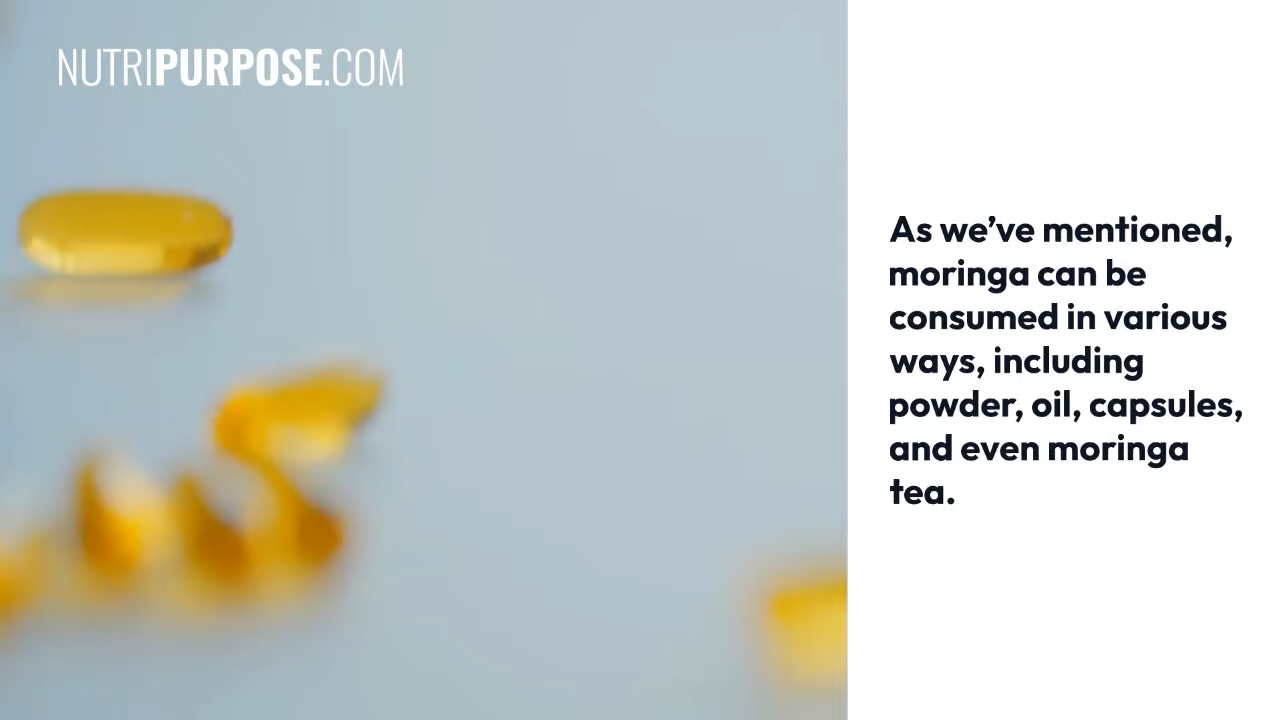 NUTRIPURPOSE.COM
As we’ve mentioned,
moringa can be
consumed in various
ways, including
powder, oil, capsules,
and even moringa
tea.